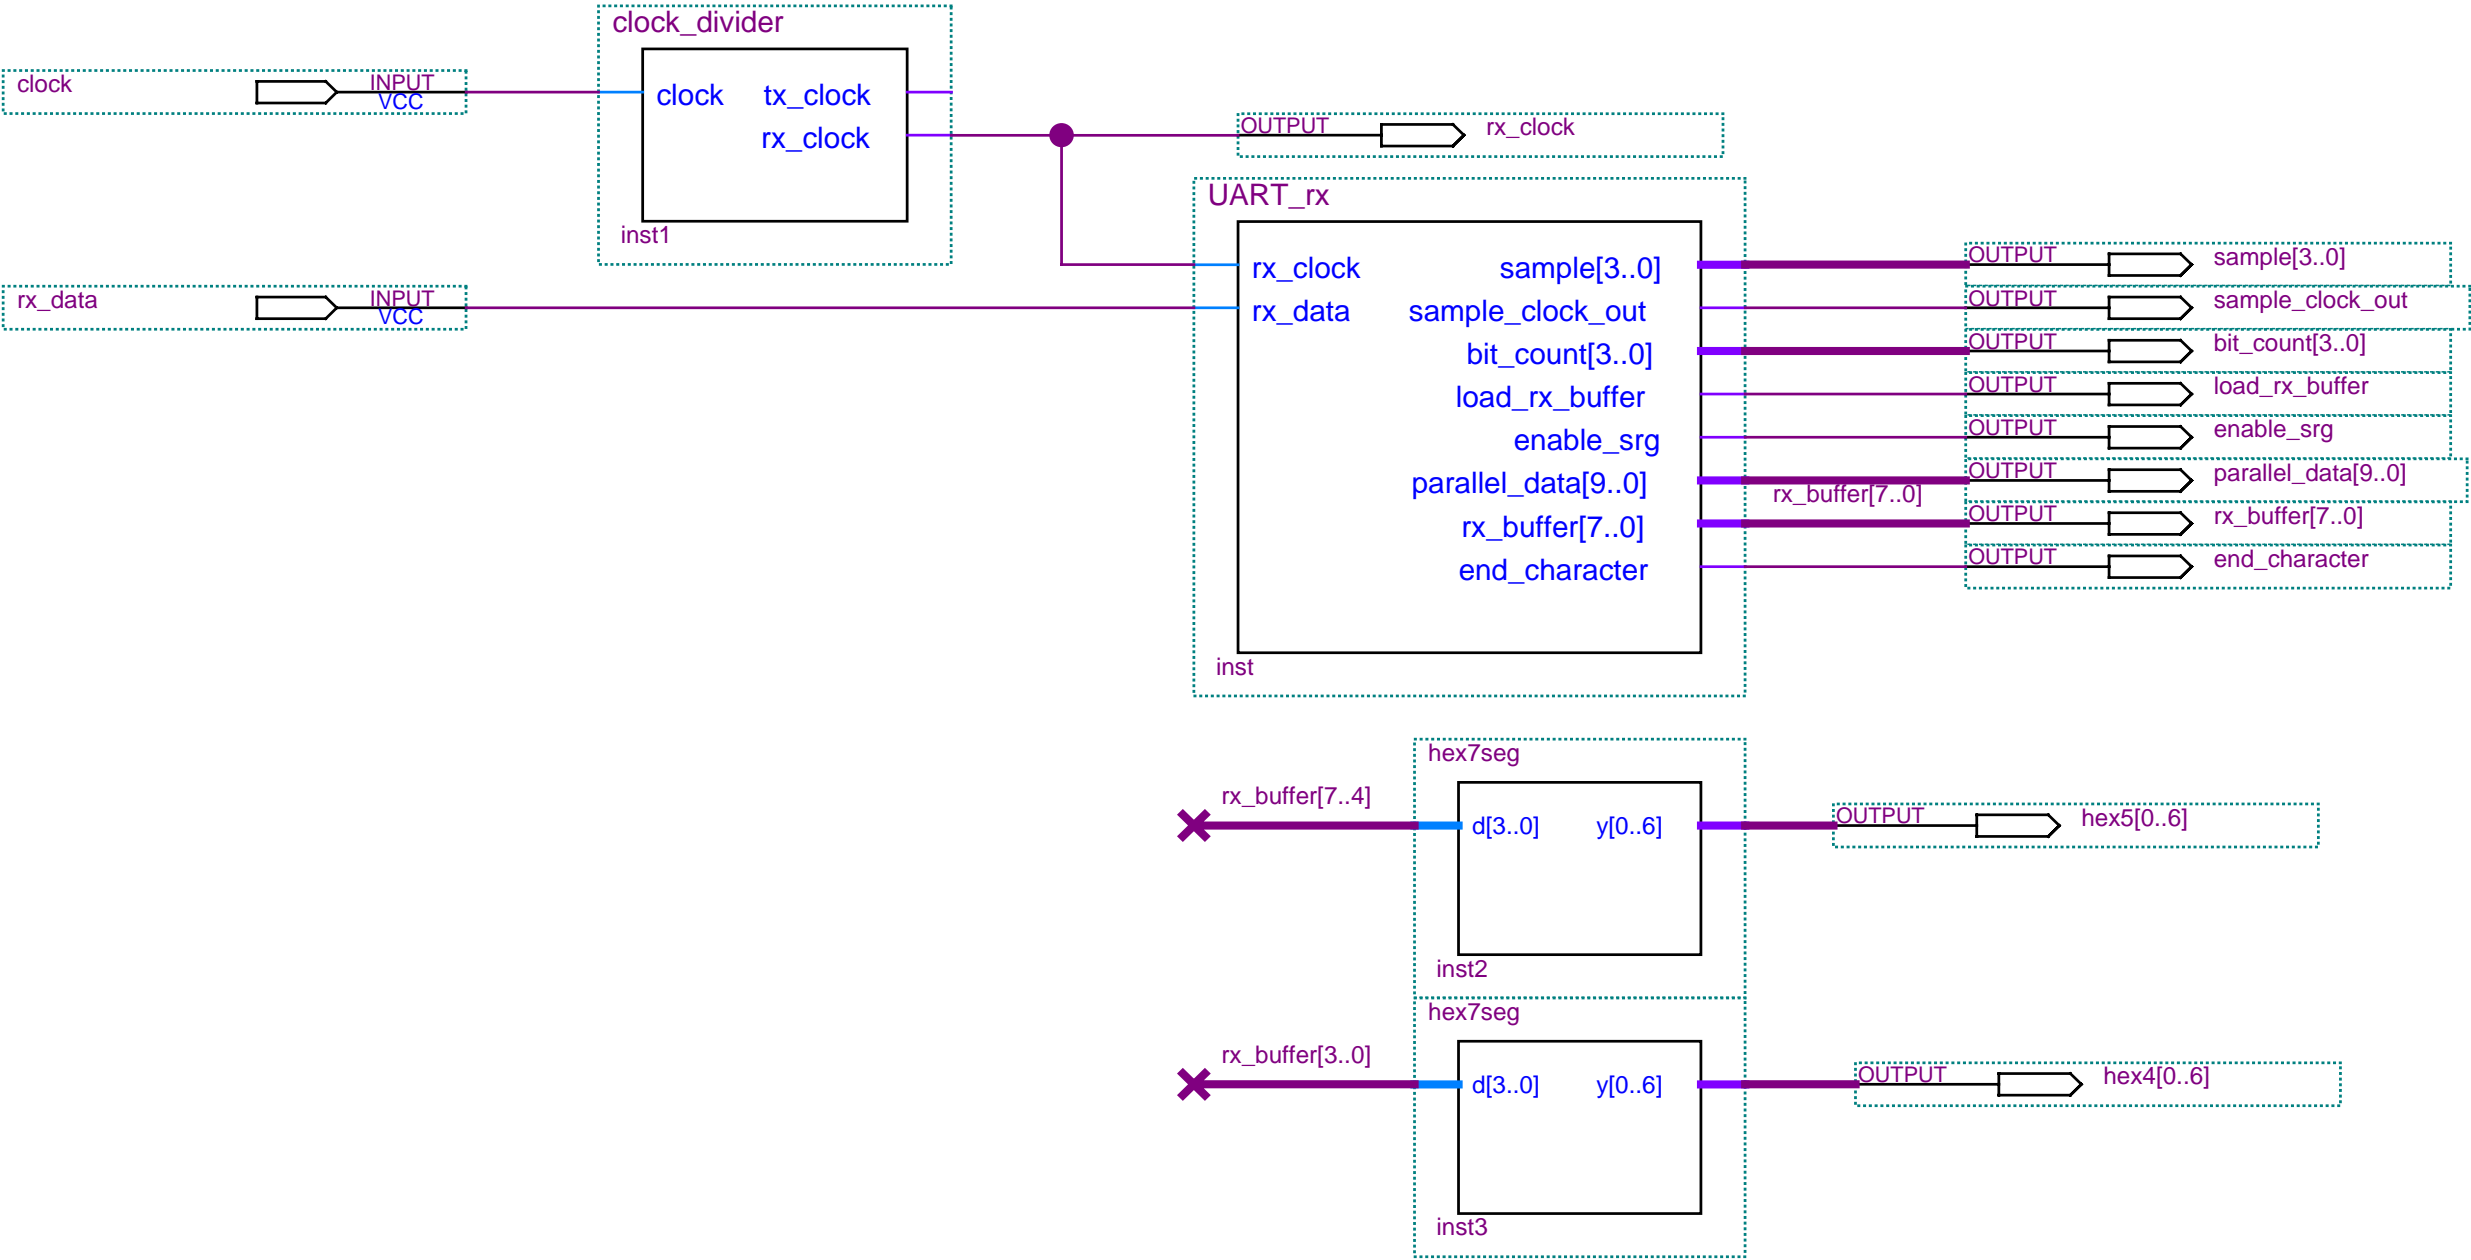 clock_divider
clock
INPUT
VCC
clock
tx_clock
rx_clock
inst1
OUTPUT
rx_clock
UART_rx
rx_data
INPUT
VCC
rx_clock
rx_data
sample[3..0]
sample_clock_out
bit_count[3..0]
load_rx_buffer
enable_srg
parallel_data[9..0]
rx_buffer[7..0]
end_character
inst
rx_buffer[7..0]
OUTPUT
sample[3..0]
OUTPUT
sample_clock_out
OUTPUT
bit_count[3..0]
OUTPUT
load_rx_buffer
OUTPUT
enable_srg
OUTPUT
parallel_data[9..0]
OUTPUT
rx_buffer[7..0]
OUTPUT
end_character
hex7seg
rx_buffer[7..4]
d[3..0]
y[0..6]
OUTPUT
hex5[0..6]
inst2
hex7seg
rx_buffer[3..0]
d[3..0]
y[0..6]
OUTPUT
hex4[0..6]
inst3